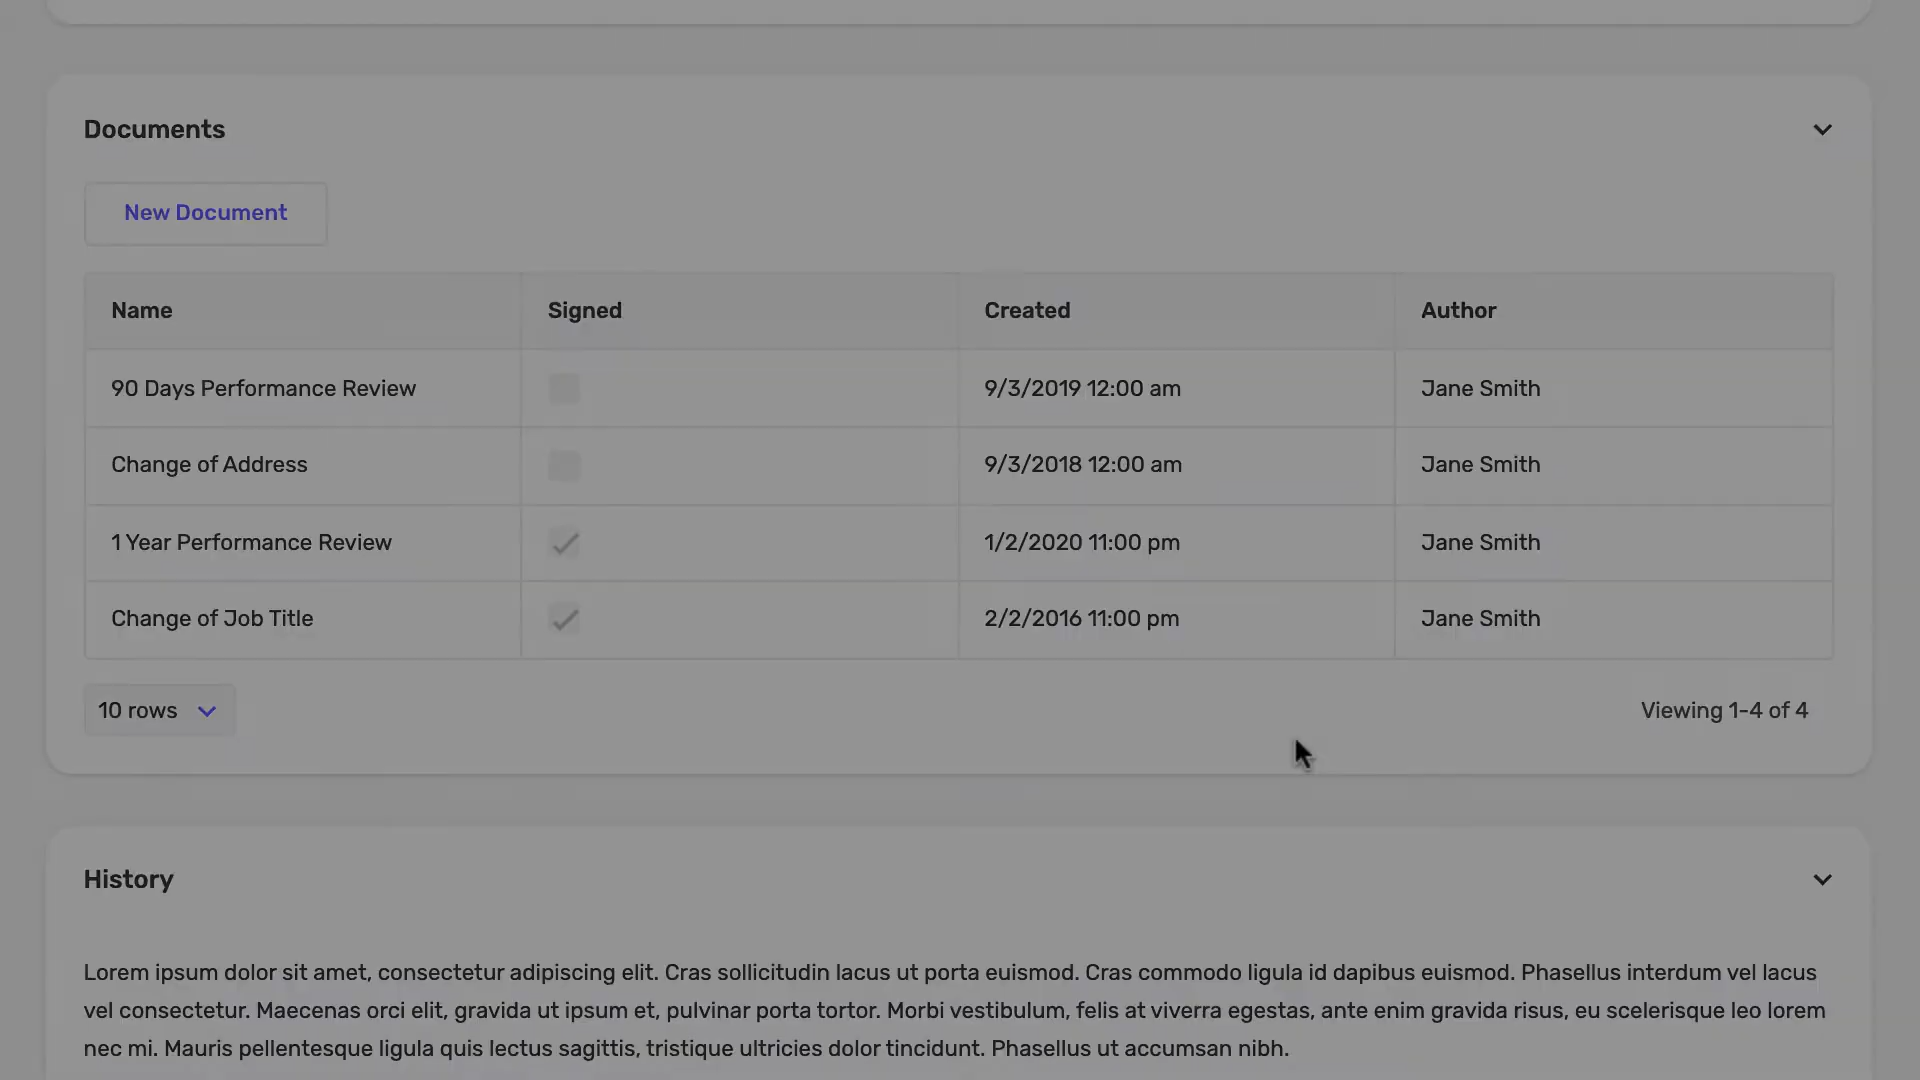 Documents
New Document
Name Signed Created Author
90 Days Performance Review 9/3/2019 12:00 am Jane Smith
Change of Address 9/3/2018 12:00 am Jane Smith
1 Year Performance Review 1/2/2020 11:00 pm Jane Smith
Change of Job Title 2/2/2016 11:00 pm Jane Smith
10 rows Viewing 1-4 of 4
History
Lorem ipsum dolor sit amet, consectetur adipiscing elit. Cras sollicitudin lacus ut porta euismod. Cras commodo ligula id dapibus euismod. Phasellus interdum vel lacus
vel consectetur. Maecenas orci elit, gravida ut ipsum et, pulvinar porta tortor. Morbi vestibulum, felis at viverra egestas, ante enim gravida risus, eu scelerisque leo lorem
nec mi. Mauris pellentesque ligula quis lectus sagittis, tristique ultricies dolor tincidunt. Phasellus ut accumsan nibh.